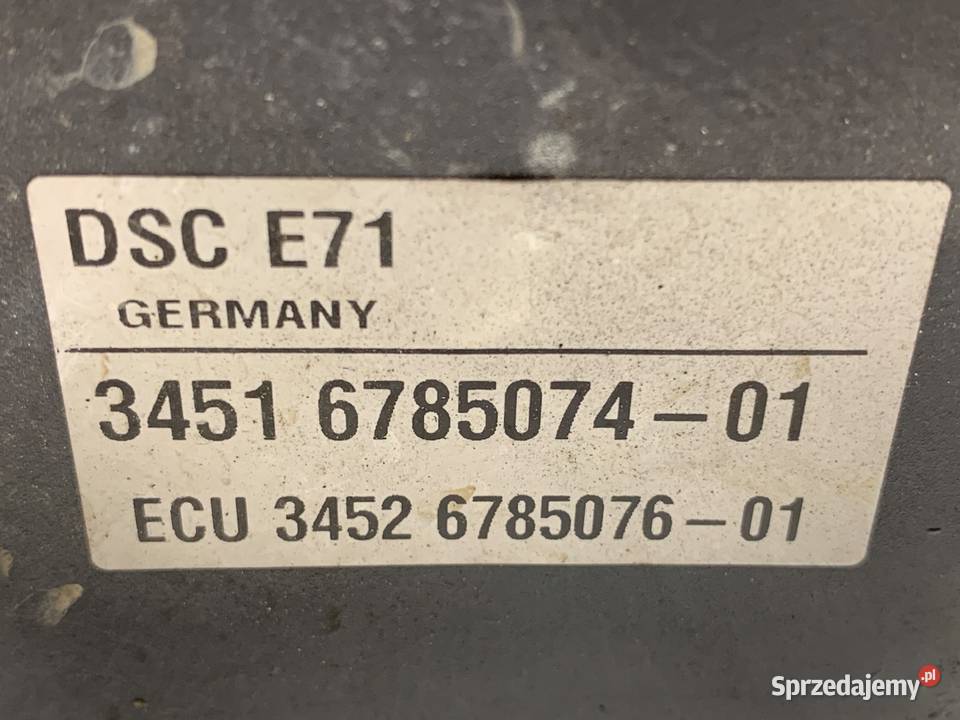 DSC E71
GERMANY
3451 6785074-01
ECU 3452 6785076-01
Sprzedajemy.pl